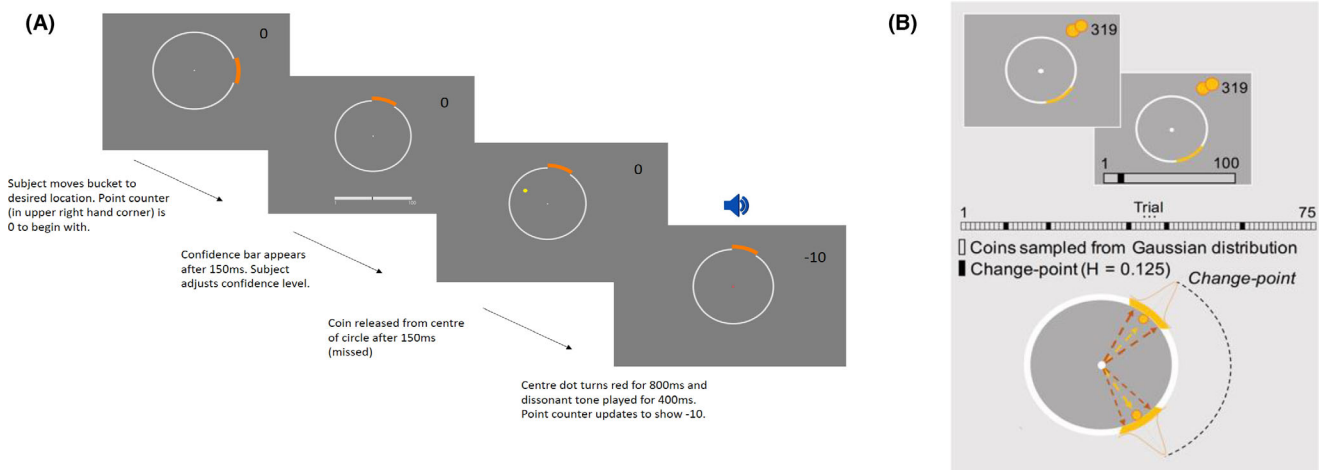 (A)
0
Subject moves bucket to
desired location. Point counter
(in upper right hand corner) is
0 to begin with.
0
1
100
Confidence bar appears
after 150ms. Subject
adjusts confidence level.
0
Coin released from centre
of circle after 150ms
(missed)
-10
Centre dot turns red for 800ms and
dissonant tone played for 400ms.
Point counter updates to show -10.
(B)
319
319
1 100
Trial
1 ... 75
Coins sampled from Gaussian distribution
Change-point (H = 0.125)
Change-point